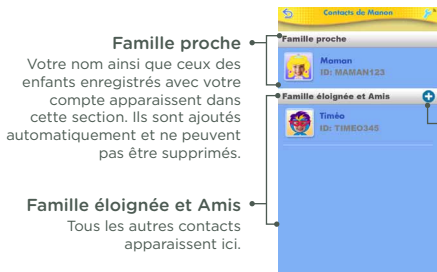 Famille proche
Votre nom ainsi que ceux des
enfants enregistrés avec votre
compte apparaissent dans
cette section. Ils sont ajoutés
automatiquement et ne peuvent
pas être supprimés.
Famille éloignée et Amis
Tous les autres contacts
apparaissent ici.
Contacts de Manon
Famille proche
Maman
ID: MAMAN123
Famille éloignée et Amis
Timéo
ID: TIMEO345